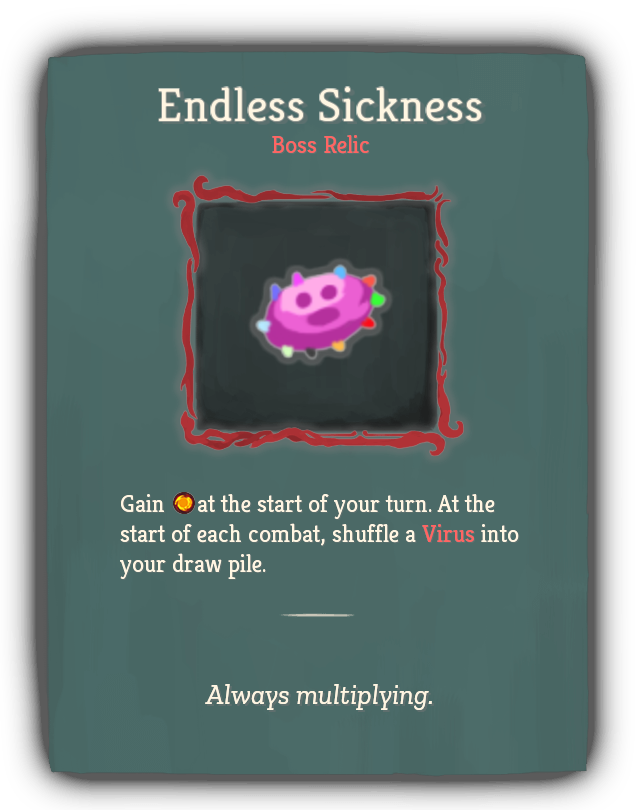 Endless Sickness
Boss Relic
Gain at the start of your turn. At the
start of each combat, shuffle a Virus into
your draw pile.
Always multiplying.